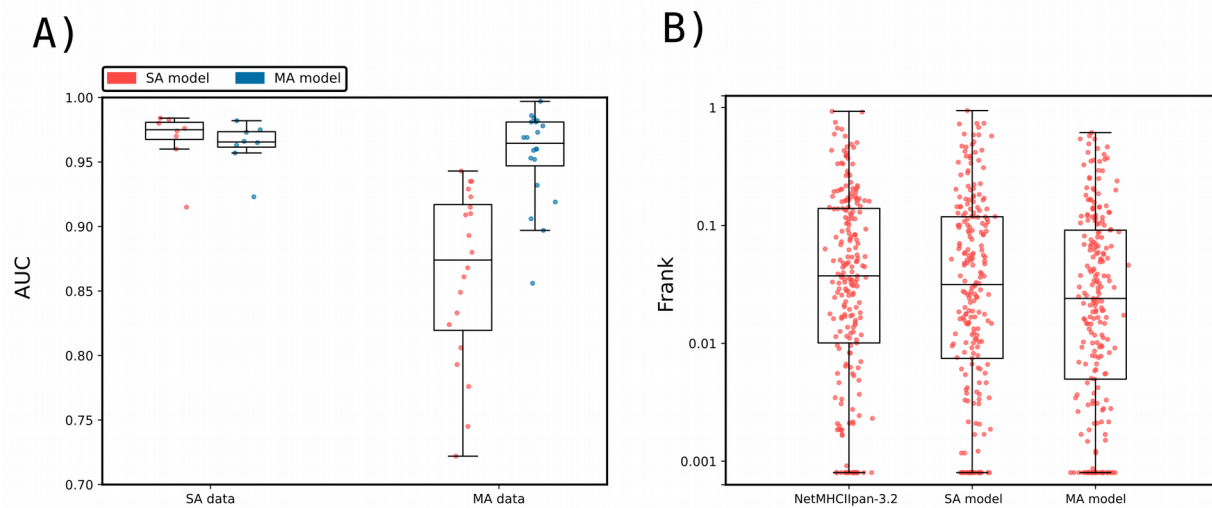 A)
SA model MA model
1.00
0.95
0.90
0.85
0.80
0.75
0.70
AUC
SA data MA data
B)
1
0.1
0.01
0.001
Frank
NetMHCIIpan-3.2 SA model MA model